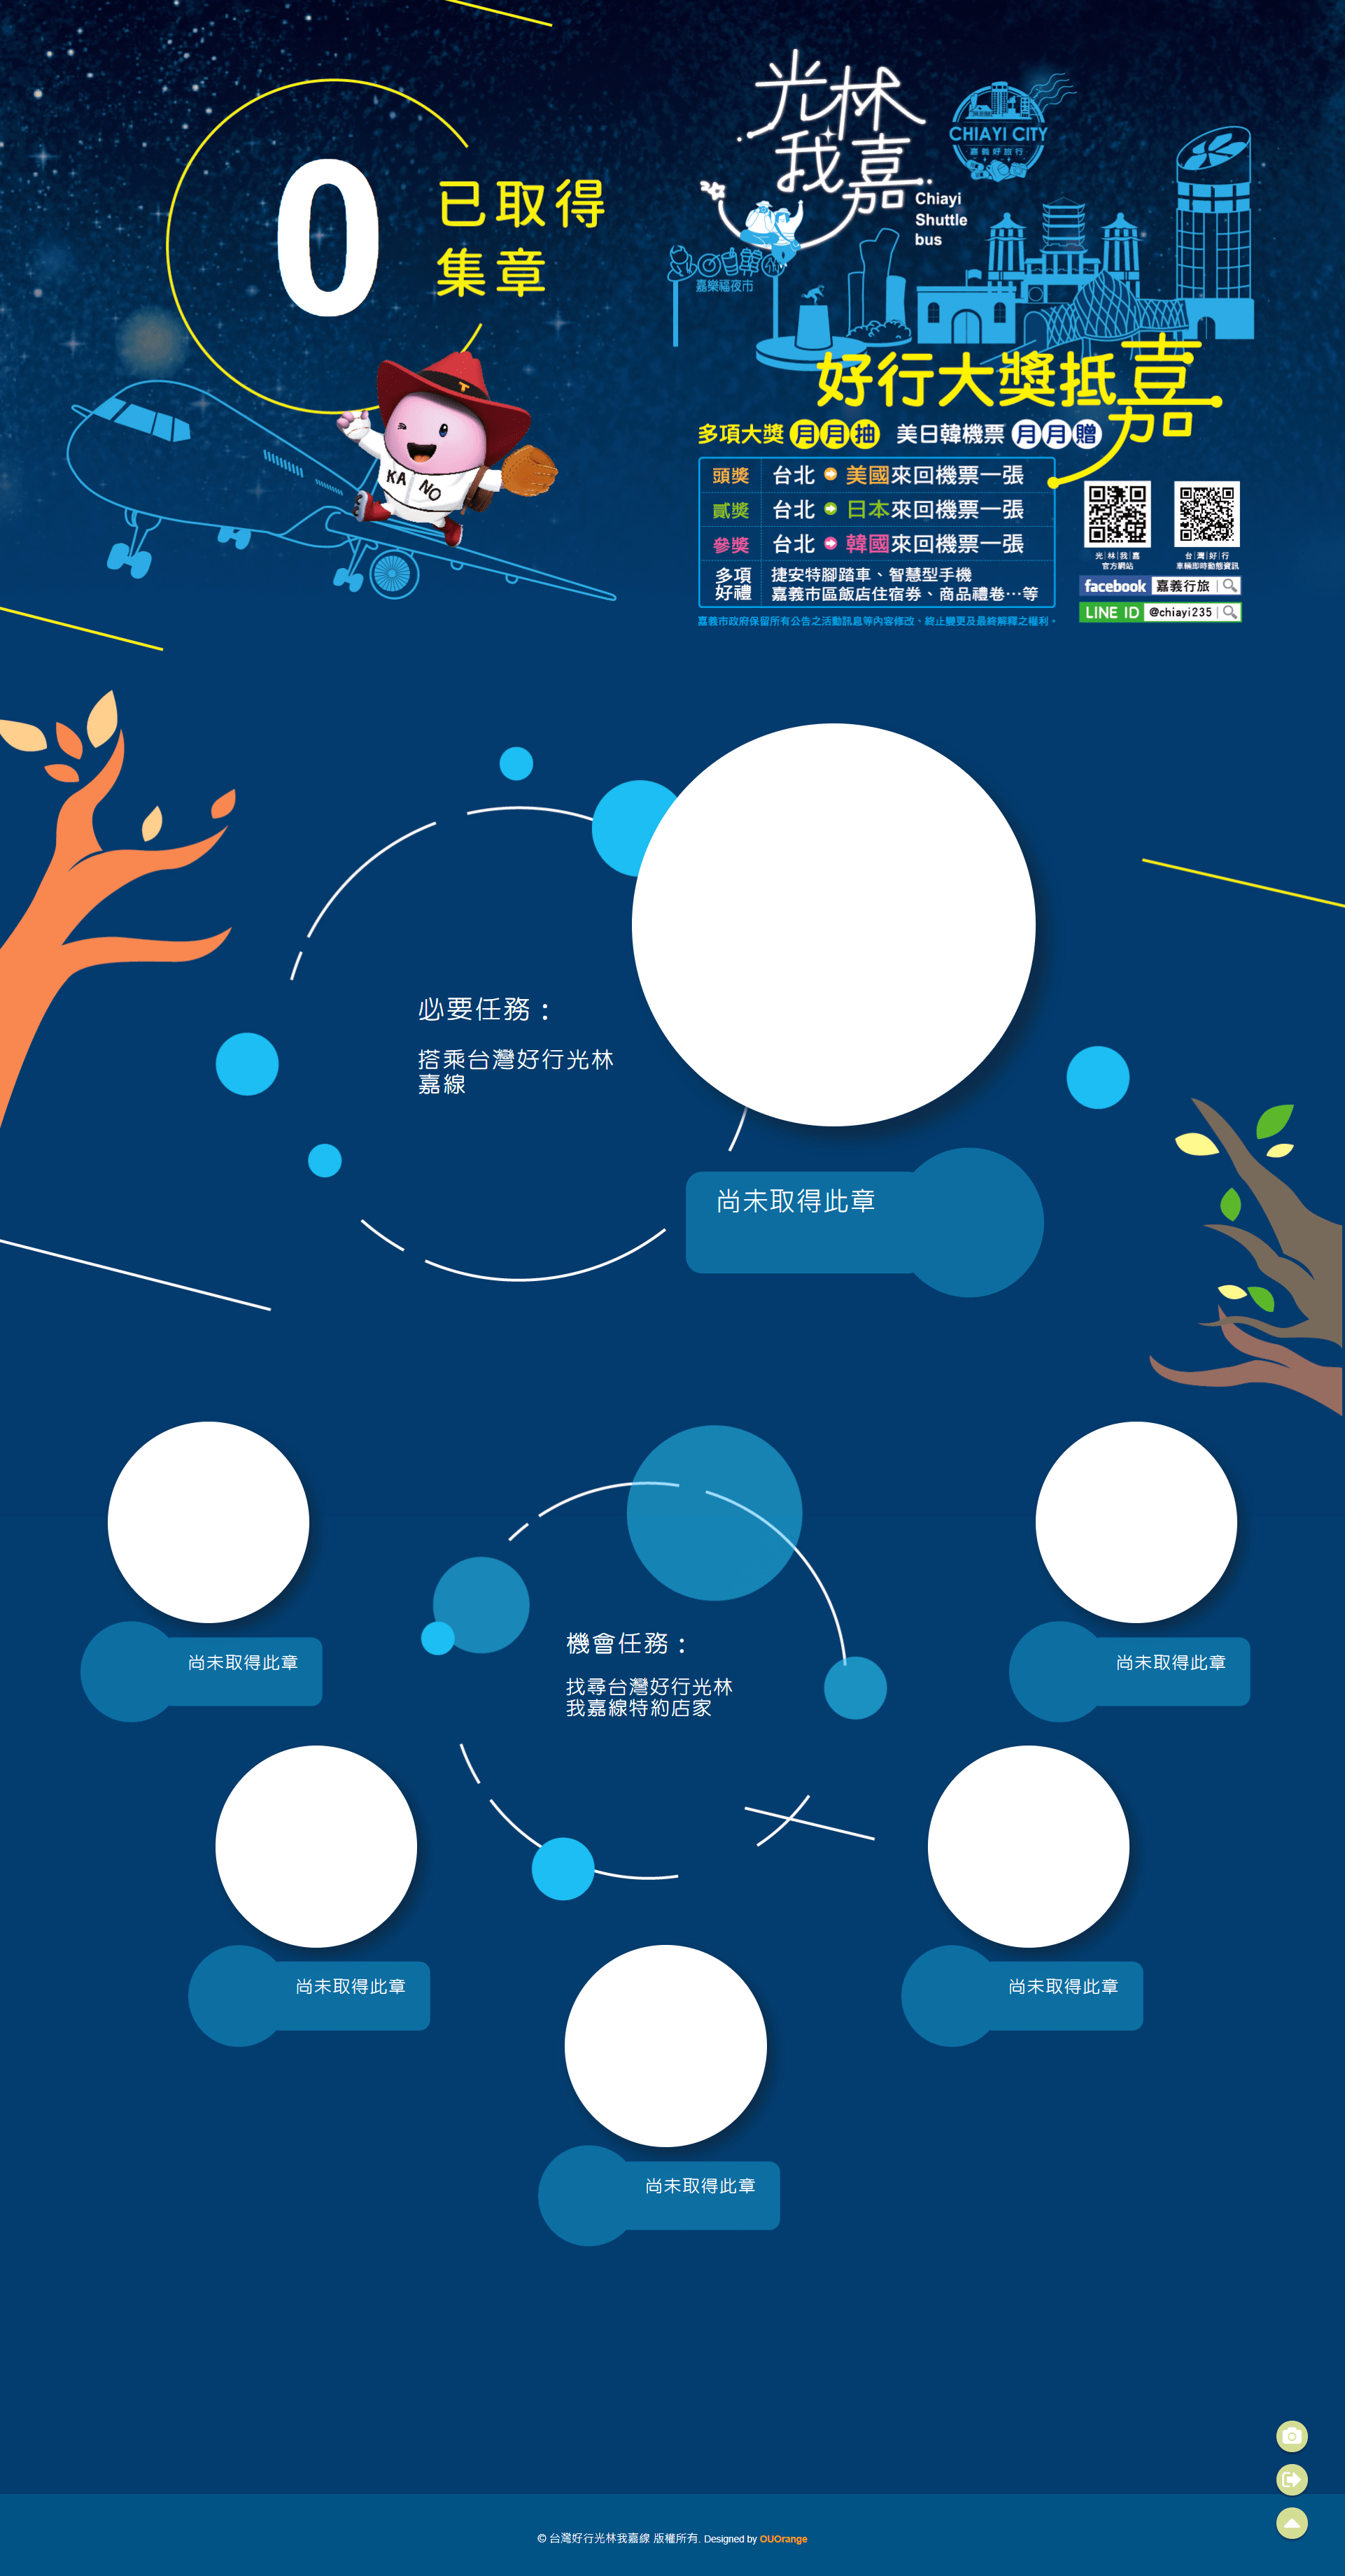 0
已取得
集章
KA NO
光林
我嘉
Chiayi
Shuttle
bus
CHIAYI CITY
嘉義好旅行
嘉樂福夜市
好行大獎抵嘉
多項大獎 月月抽 美日韓機票 月月贈
頭獎 台北 美國來回機票一張
貳獎 台北 日本來回機票一張
參獎 台北 韓國來回機票一張
多項
好禮
捷安特腳踏車、智慧型手機
嘉義市區飯店住宿券、商品禮卷…等
嘉義市政府保留所有公告之活動訊息等內容修改、終止變更及最終解釋之權利。
光|林|我|嘉
官方網站
台|灣|好|行
車輛即時動態資訊
facebook 嘉義行旅
LINE ID @chiayi235
必要任務：
搭乘台灣好行光林
嘉線
尚未取得此章
尚未取得此章
尚未取得此章
機會任務：
找尋台灣好行光林
我嘉線特約店家
尚未取得此章
尚未取得此章
尚未取得此章
© 台灣好行光林我嘉線 版權所有. Designed by OUOrange